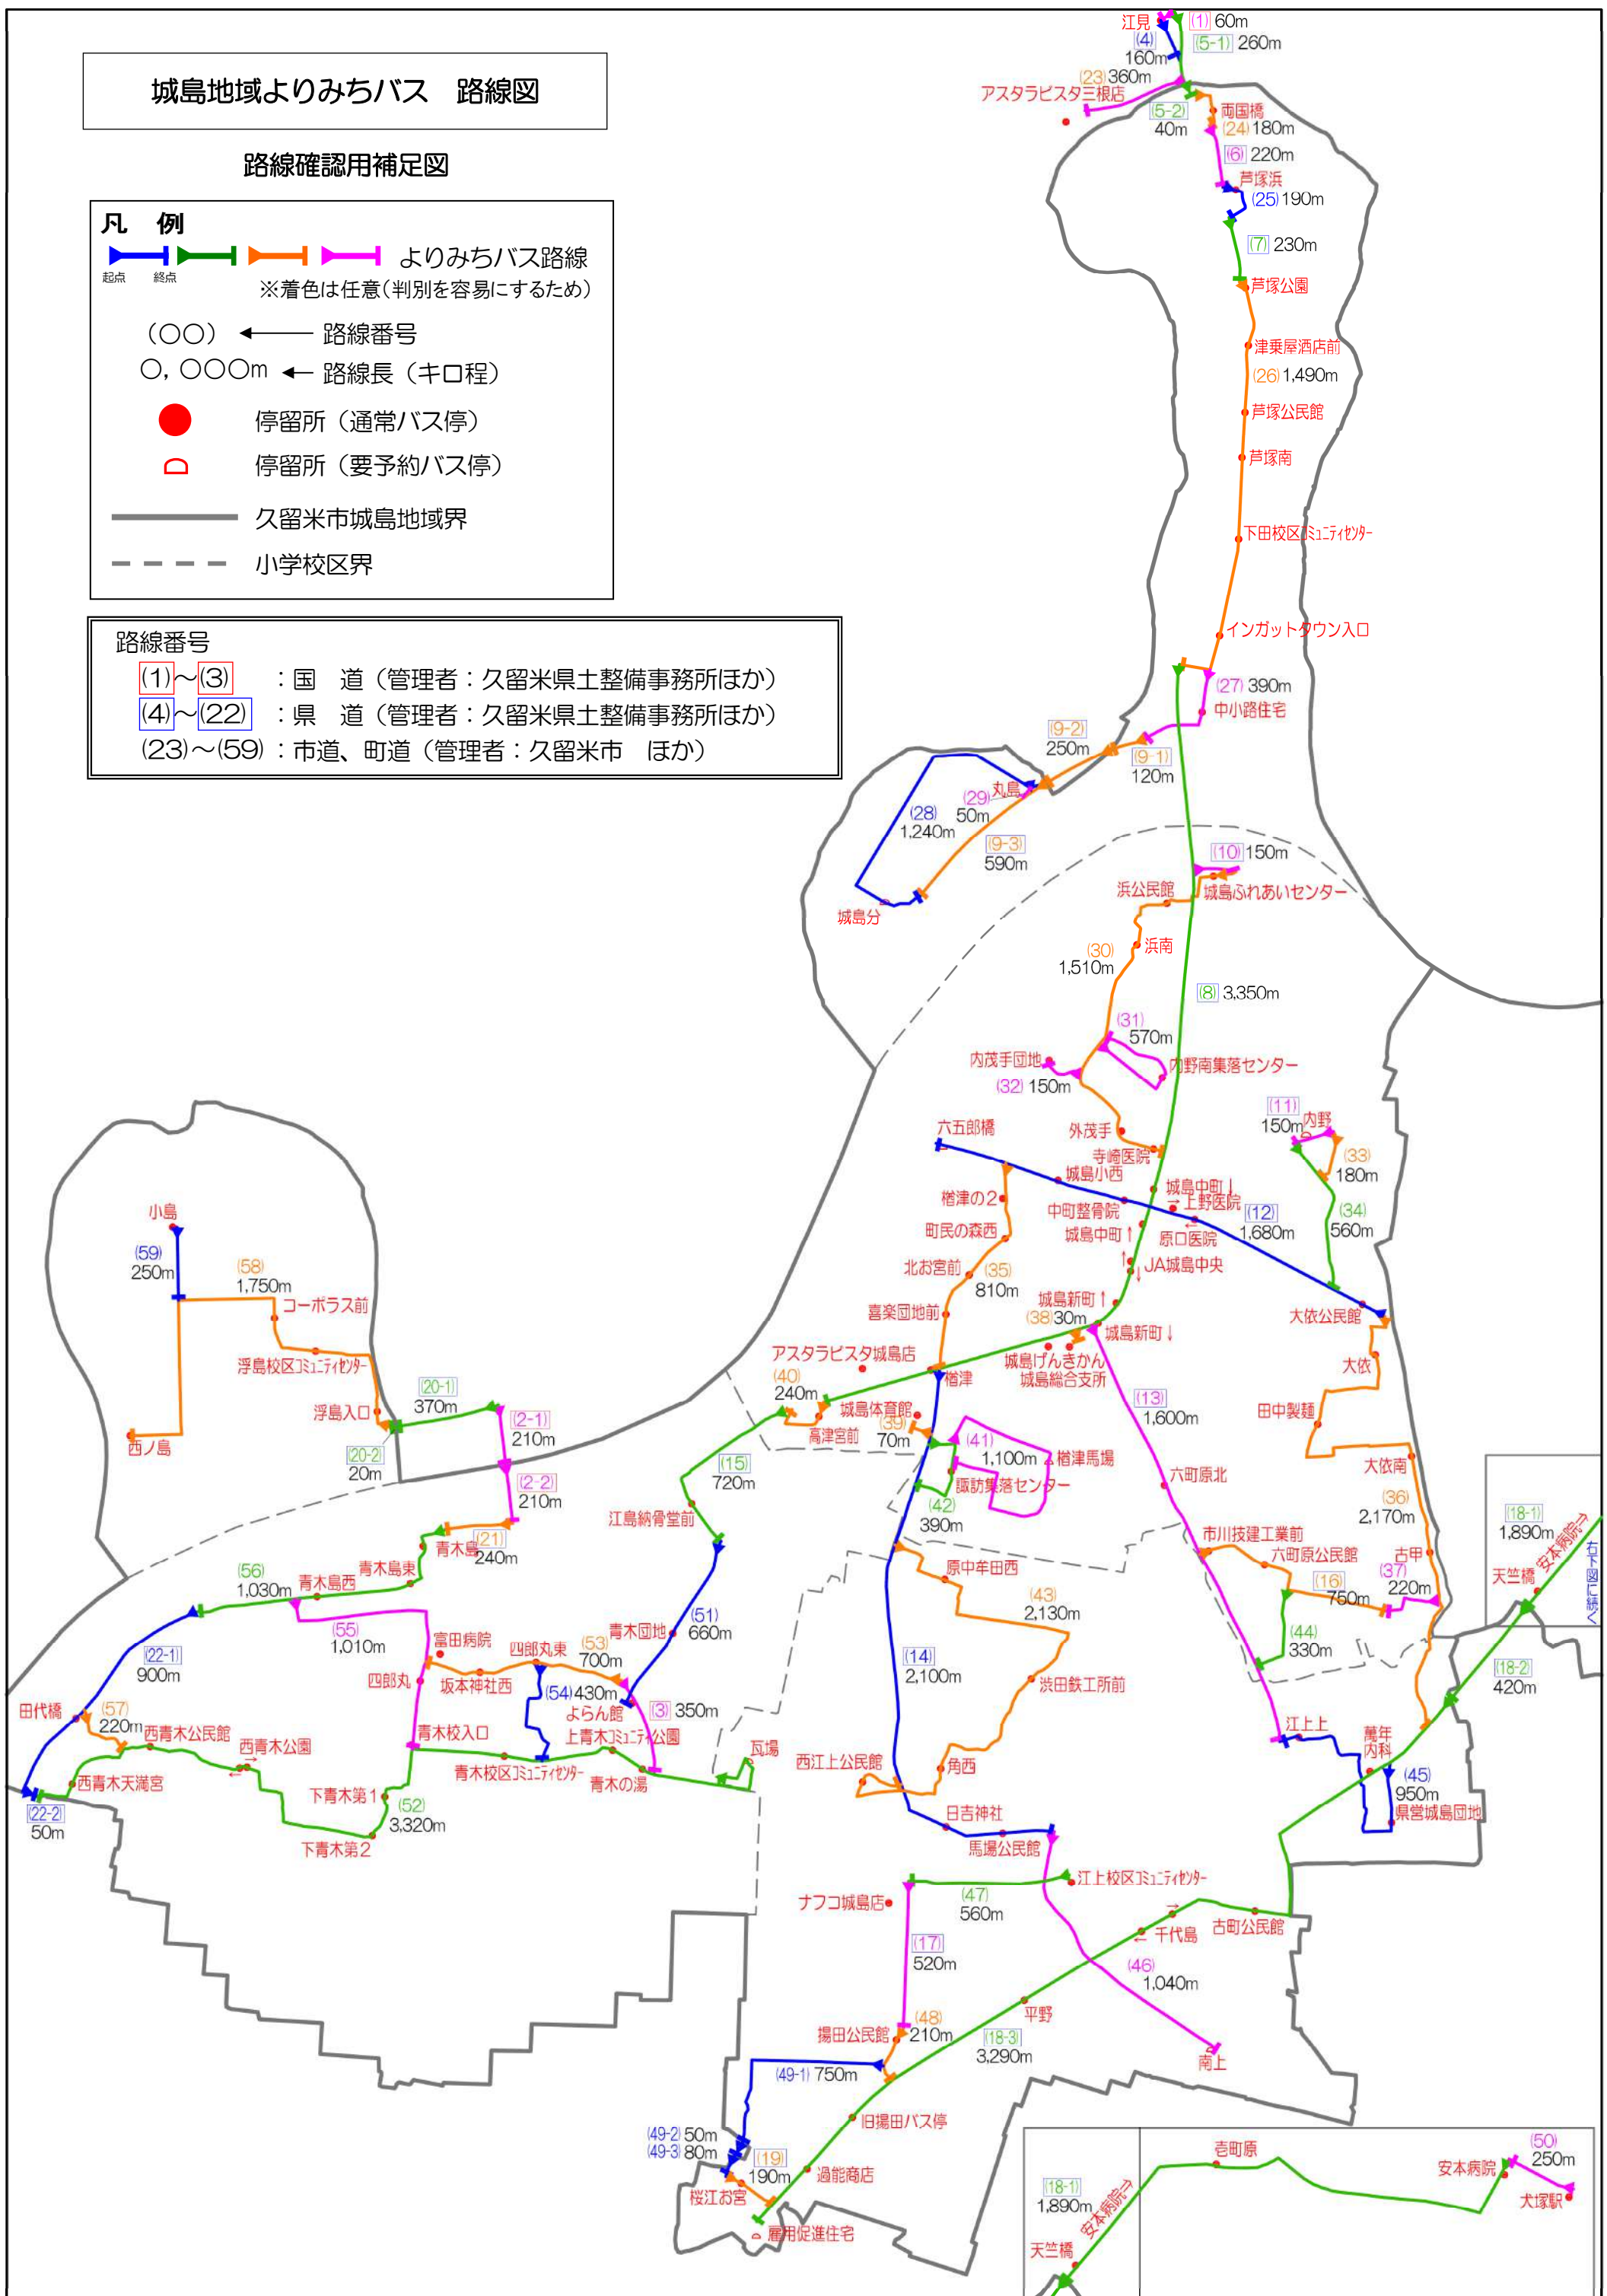 城島地域よりみちバス　路線図
路線確認用補足図
凡　例
起点　終点　よりみちバス路線
※着色は任意（判別を容易にするため）
（〇〇）　路線番号
〇，〇〇〇m　路線長（キロ程）
停留所（通常バス停）
停留所（要予約バス停）
久留米市城島地域界
小学校区界
路線番号
(1)～(3)　：国　道（管理者：久留米県土整備事務所ほか）
(4)～(22)　：県　道（管理者：久留米県土整備事務所ほか）
(23)～(59)：市道、町道（管理者：久留米市　ほか）
江見
(1) 60m
(4)
160m
(5-1) 260m
(23) 360m
アスタラビスタ三根店
(5-2)
40m
両国橋
(24) 180m
(6) 220m
芦塚浜
(25) 190m
(7) 230m
芦塚公園
津乗屋酒店前
(26) 1,490m
芦塚公民館
芦塚南
下田校区コミュニティセンター
インガットタウン入口
(27) 390m
中小路住宅
(9-2)
250m
(9-1)
120m
丸島
(29)
50m
(28)
1,240m
(9-3)
590m
城島分
(10) 150m
城島ふれあいセンター
浜公民館
浜南
(30)
1,510m
(8) 3,350m
(31)
570m
内茂手団地
内野南集落センター
(32) 150m
(11)
150m
内野
(33)
180m
(34)
560m
六五郎橋
外茂手
寺崎医院
城島小西
城島中町↓
→上野医院
楢津の2
中町整骨院
(12)
1,680m
町民の森西
城島中町↑
←
原口医院
北お宮前
(35)
810m
↑↓JA城島中央
喜楽団地前
城島新町↑
(38) 30m
城島新町↓
大依公民館
アスタラビスタ城島店
城島げんきかん
城島総合支所
大依
楢津
(40)
240m
城島体育館
(13)
1,600m
田中製麺
高津宮前
(39)
70m
(41)
1,100m
楢津馬場
大依南
(15)
720m
諏訪集落センター
六町原北
(36)
2,170m
(42)
390m
江島納骨堂前
小島
(59)
250m
(58)
1,750m
コーポラス前
浮島校区コミュニティセンター
浮島入口
西ノ島
(20-1)
370m
(20-2)
20m
(2-1)
210m
(2-2)
210m
(21)
240m
青木島
青木島東
青木島西
(56)
1,030m
(55)
1,010m
(22-1)
900m
富田病院
四郎丸東
(53)
700m
青木団地
(51)
660m
四郎丸
坂本神社西
(54) 430m
よらん館
(3) 350m
田代橋
(57)
220m
西青木公民館
西青木公園
→
←
青木校入口
上青木コミュニティ公園
青木校区コミュニティセンター
青木の湯
瓦場
西青木天満宮
(22-2)
50m
下青木第1
(52)
3,320m
下青木第2
原中牟田西
(43)
2,130m
(14)
2,100m
渋田鉄工所前
西江上公民館
角西
日吉神社
馬場公民館
市川技建工業前
六町原公民館
古甲
(16)
750m
(37)
220m
(44)
330m
(18-1)
1,890m
安本病院⇒
天竺橋
右下図に続く
(18-2)
420m
江上上
萬年
内科
(45)
950m
県営城島団地
江上校区コミュニティセンター
ナフコ城島店
(47)
560m
→
千代島
←
古町公民館
(17)
520m
(46)
1,040m
揚田公民館
(48)
210m
平野
(18-3)
3,290m
南上
(49-1) 750m
旧揚田バス停
(49-2) 50m
(49-3) 80m
(19)
190m
過能商店
桜江お宮
雇用促進住宅
壱町原
(50)
250m
安本病院
犬塚駅
(18-1)
1,890m
安本病院⇒
天竺橋